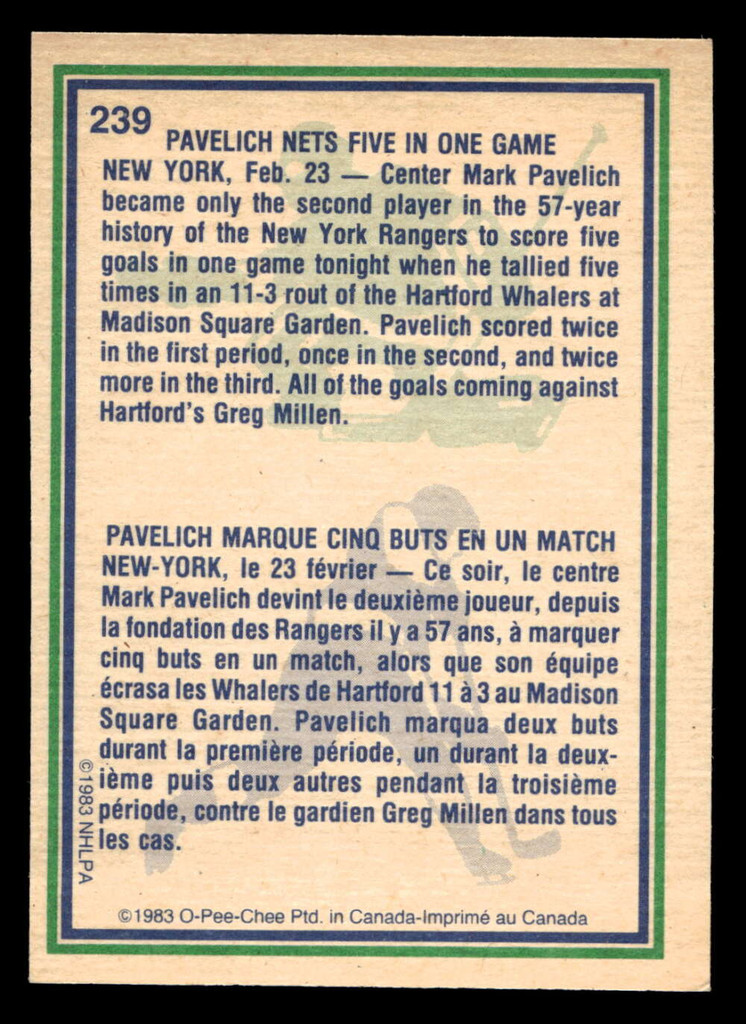 239
PAVELICH NETS FIVE IN ONE GAME
NEW YORK, Feb. 23 — Center Mark Pavelich
became only the second player in the 57-year
history of the New York Rangers to score five
goals in one game tonight when he tallied five
times in an 11-3 rout of the Hartford Whalers at
Madison Square Garden. Pavelich scored twice
in the first period, once in the second, and twice
more in the third. All of the goals coming against
Hartford's Greg Millen.
PAVELICH MARQUE CINQ BUTS EN UN MATCH
NEW-YORK, le 23 février — Ce soir, le centre
Mark Pavelich devint le deuxième joueur, depuis
la fondation des Rangers il y a 57 ans, à marquer
cinq buts en un match, alors que son équipe
écrasa les Whalers de Hartford 11 à 3 au Madison
Square Garden. Pavelich marqua deux buts
durant la première période, un durant la deux-
ième puis deux autres pendant la troisième
période, contre le gardien Greg Millen dans tous
les cas.
©1983 NHLPA
©1983 O-Pee-Chee Ptd. in Canada-Imprimé au Canada